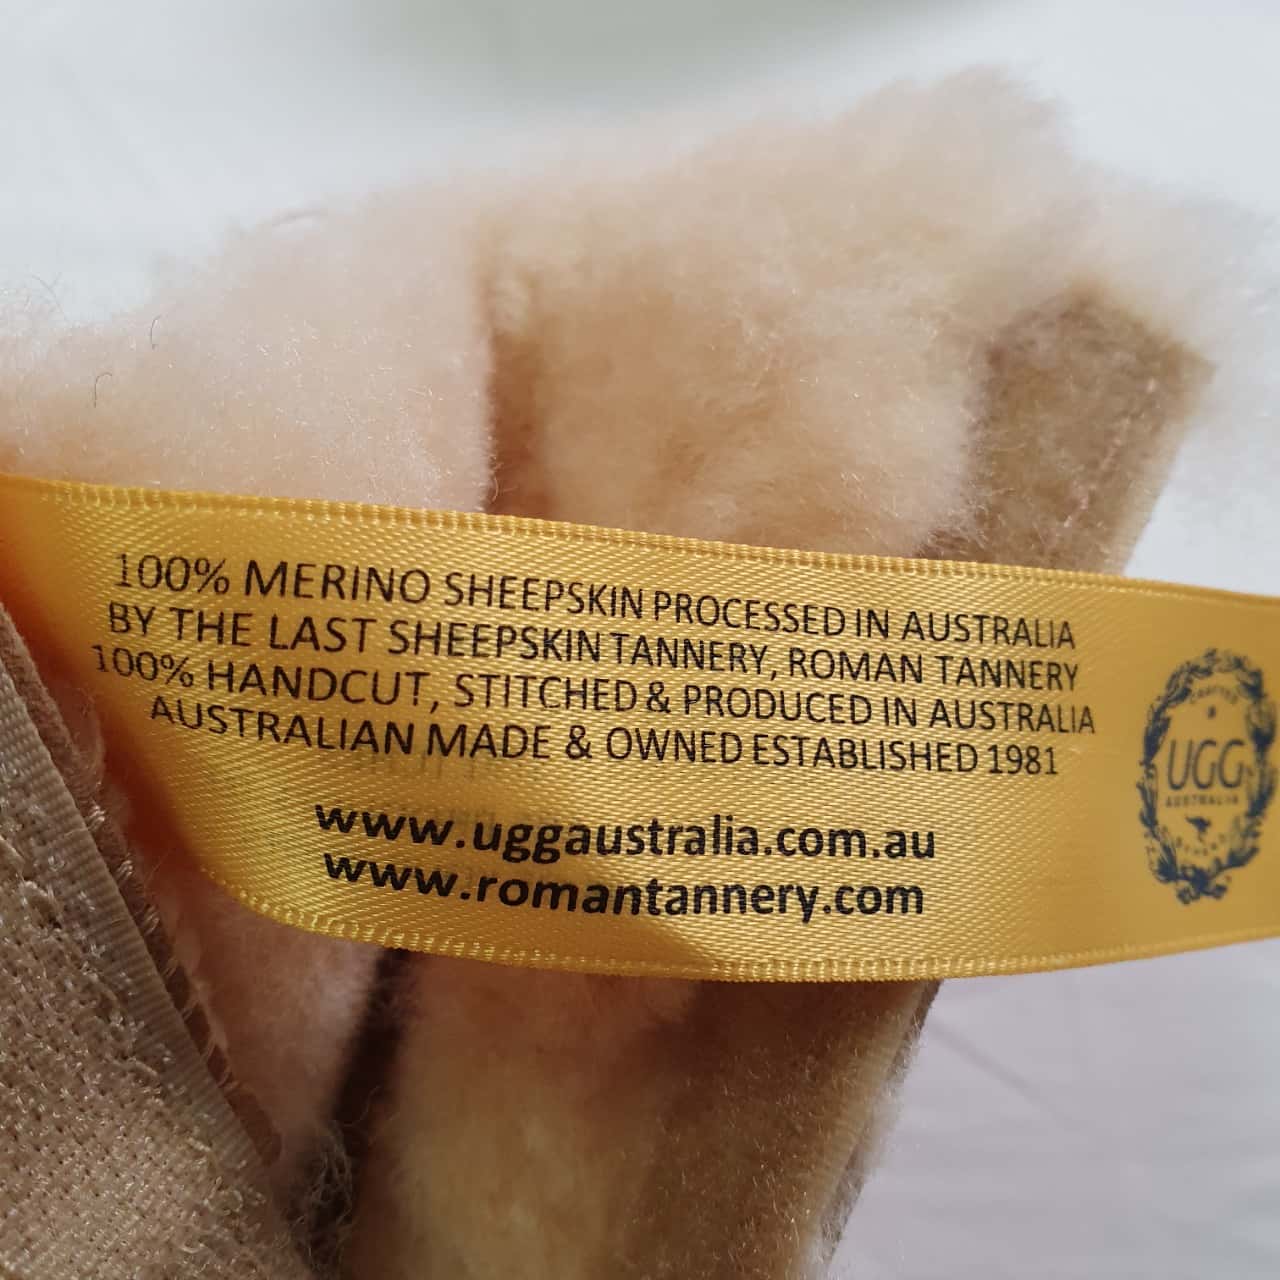 100% MERINO SHEEPSKIN PROCESSED IN AUSTRALIA
BY THE LAST SHEEPSKIN TANNERY, ROMAN TANNERY
100% HANDCUT, STITCHED & PRODUCED IN AUSTRALIA
AUSTRALIAN MADE & OWNED ESTABLISHED 1981
www.uggaustralia.com.au
www.romantannery.com
CRAFTED
UGG
AUSTRALIA